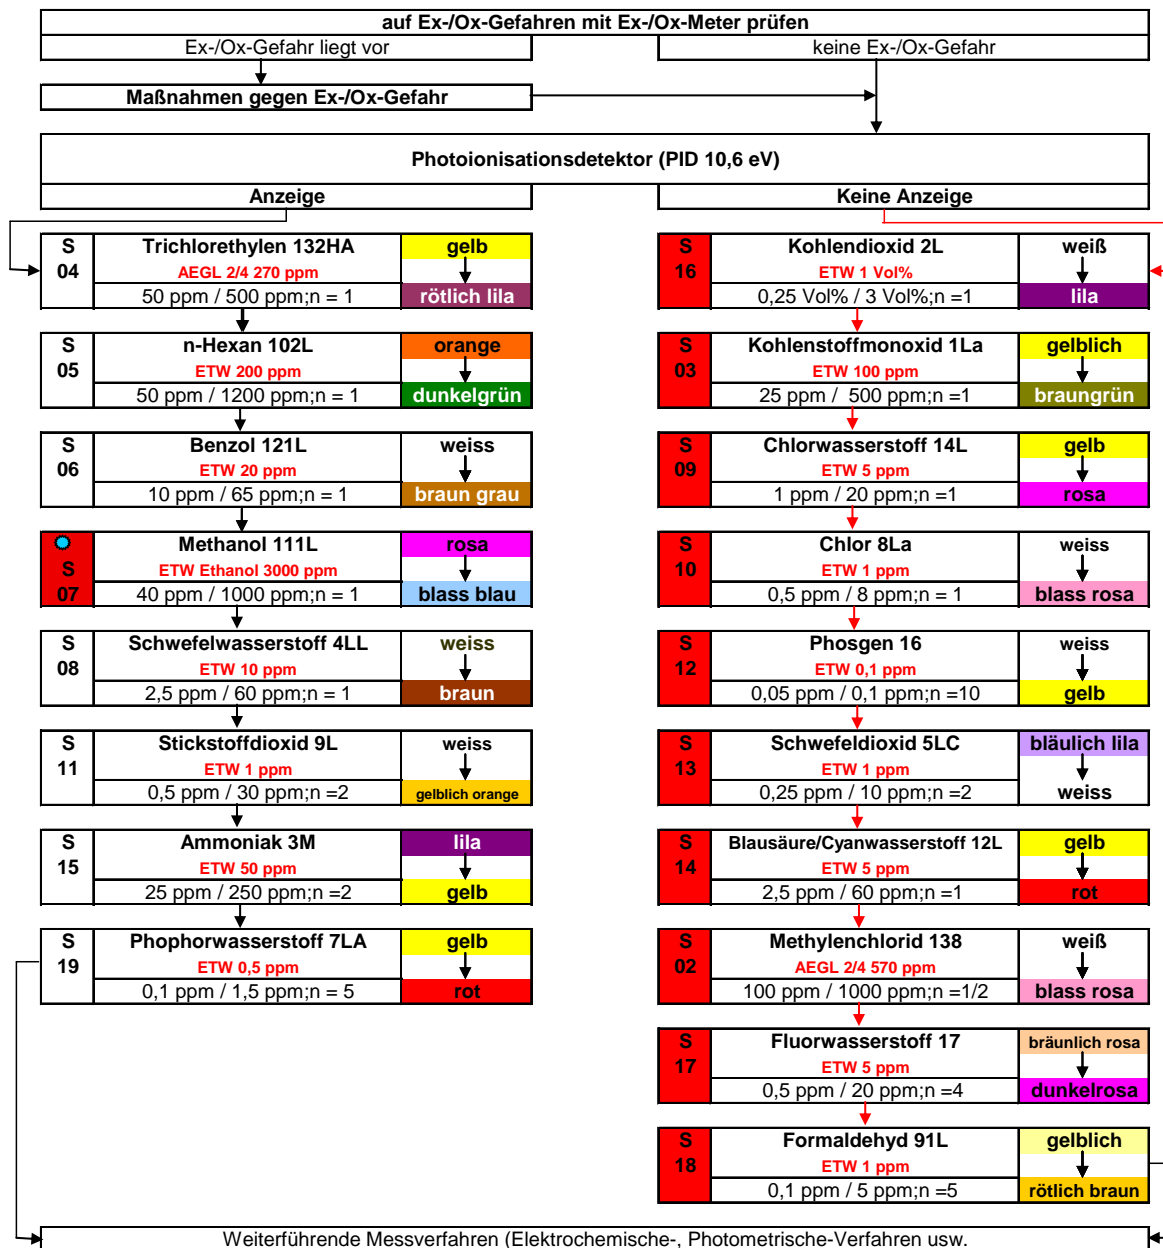 auf Ex-/Ox-Gefahren mit Ex-/Ox-Meter prüfen
Ex-/Ox-Gefahr liegt vor
keine Ex-/Ox-Gefahr
Maßnahmen gegen Ex-/Ox-Gefahr
Photoionisationsdetektor (PID 10,6 eV)
Anzeige
Keine Anzeige
S
04
Trichlorethylen 132HA
AEGL 2/4 270 ppm
50 ppm / 500 ppm;n = 1
gelb
rötlich lila
S
05
n-Hexan 102L
ETW 200 ppm
50 ppm / 1200 ppm;n = 1
orange
dunkelgrün
S
06
Benzol 121L
ETW 20 ppm
10 ppm / 65 ppm;n = 1
weiss
braun grau
S
07
Methanol 111L
ETW Ethanol 3000 ppm
40 ppm / 1000 ppm;n = 1
rosa
blass blau
S
08
Schwefelwasserstoff 4LL
ETW 10 ppm
2,5 ppm / 60 ppm;n = 1
weiss
braun
S
11
Stickstoffdioxid 9L
ETW 1 ppm
0,5 ppm / 30 ppm;n =2
weiss
gelblich orange
S
15
Ammoniak 3M
ETW 50 ppm
25 ppm / 250 ppm;n =2
lila
gelb
S
19
Phophorwasserstoff 7LA
ETW 0,5 ppm
0,1 ppm / 1,5 ppm;n = 5
gelb
rot
S
16
Kohlendioxid 2L
ETW 1 Vol%
0,25 Vol% / 3 Vol%;n =1
weiß
lila
S
03
Kohlenstoffmonoxid 1La
ETW 100 ppm
25 ppm / 500 ppm;n =1
gelblich
braungrün
S
09
Chlorwasserstoff 14L
ETW 5 ppm
1 ppm / 20 ppm;n =1
gelb
rosa
S
10
Chlor 8La
ETW 1 ppm
0,5 ppm / 8 ppm;n = 1
weiss
blass rosa
S
12
Phosgen 16
ETW 0,1 ppm
0,05 ppm / 0,1 ppm;n =10
weiss
gelb
S
13
Schwefeldioxid 5LC
ETW 1 ppm
0,25 ppm / 10 ppm;n =2
bläulich lila
weiss
S
14
Blausäure/Cyanwasserstoff 12L
ETW 5 ppm
2,5 ppm / 60 ppm;n =1
gelb
rot
S
02
Methylenchlorid 138
AEGL 2/4 570 ppm
100 ppm / 1000 ppm;n =1/2
weiß
blass rosa
S
17
Fluorwasserstoff 17
ETW 5 ppm
0,5 ppm / 20 ppm;n =4
bräunlich rosa
dunkelrosa
S
18
Formaldehyd 91L
ETW 1 ppm
0,1 ppm / 5 ppm;n =5
gelblich
rötlich braun
Weiterführende Messverfahren (Elektrochemische-, Photometrische-Verfahren usw.